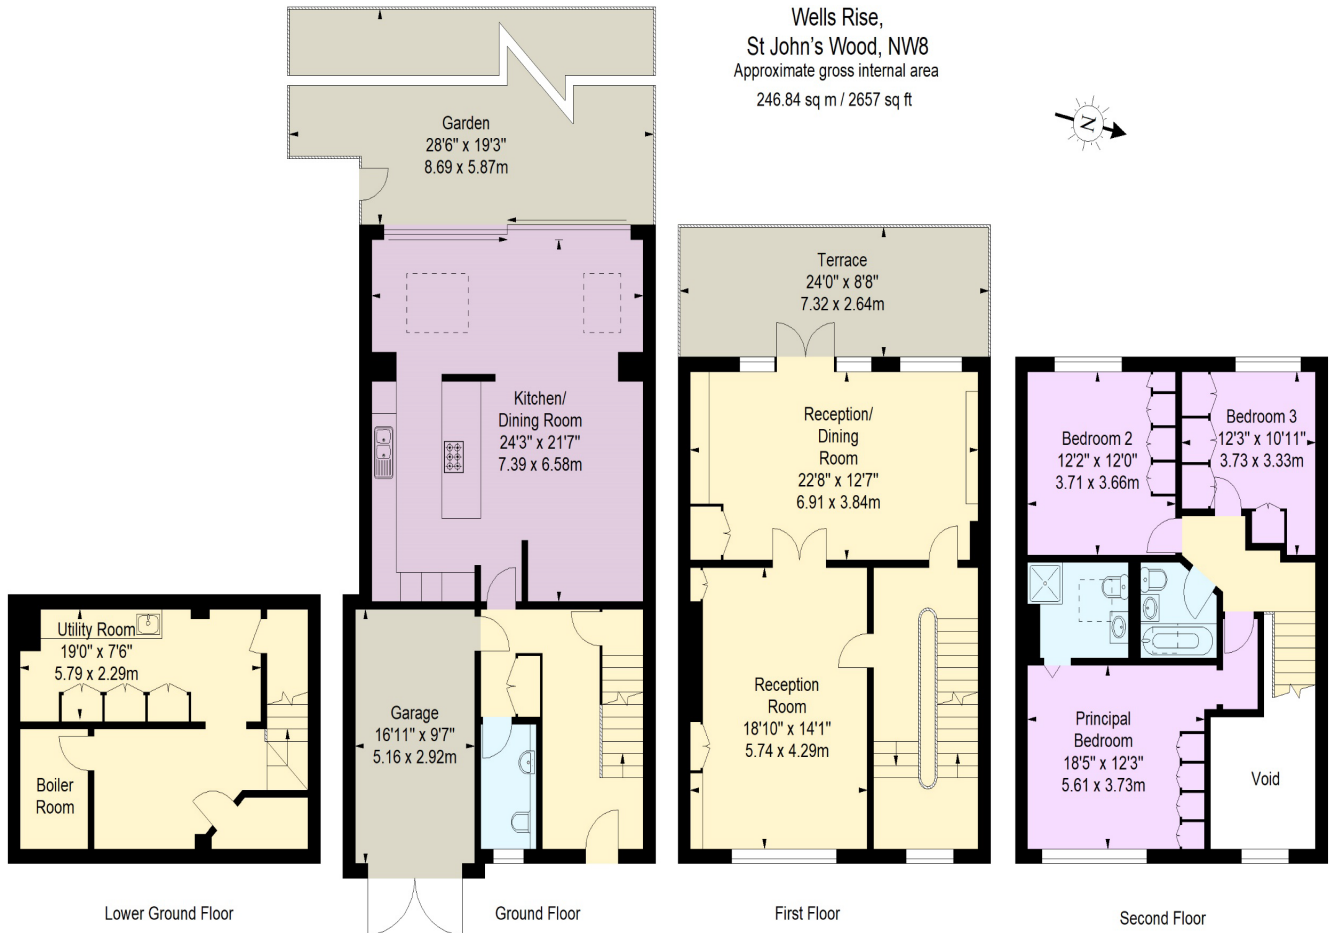 Wells Rise,
St John's Wood, NW8
Approximate gross internal area
246.84 sq m / 2657 sq ft
N
Garden
28'6" x 19'3"
8.69 x 5.87m
Kitchen/
Dining Room
24'3" x 21'7"
7.39 x 6.58m
Terrace
24'0" x 8'8"
7.32 x 2.64m
Reception/
Dining
Room
22'8" x 12'7"
6.91 x 3.84m
Bedroom 2
12'2" x 12'0"
3.71 x 3.66m
Bedroom 3
12'3" x 10'11"
3.73 x 3.33m
Utility Room
19'0" x 7'6"
5.79 x 2.29m
Boiler
Room
Garage
16'11" x 9'7"
5.16 x 2.92m
Reception
Room
18'10" x 14'1"
5.74 x 4.29m
Principal
Bedroom
18'5" x 12'3"
5.61 x 3.73m
Void
Lower Ground Floor
Ground Floor
First Floor
Second Floor